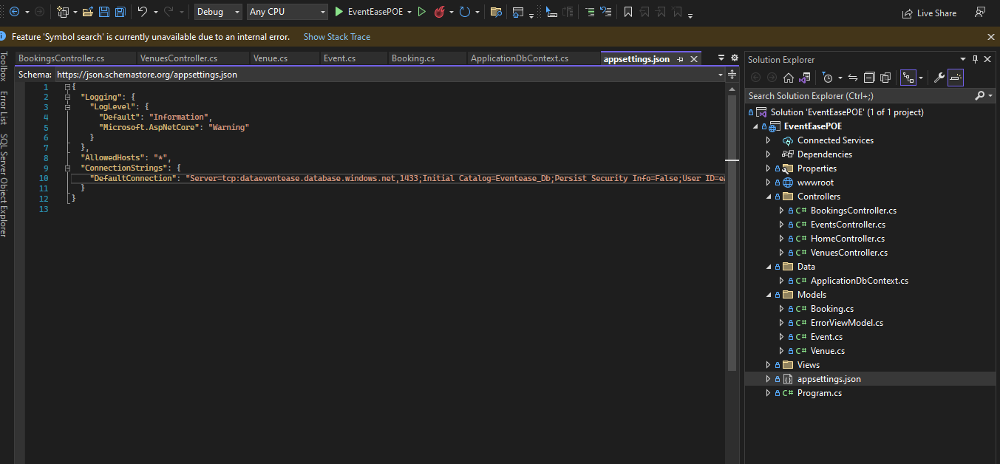 Debug
Any CPU
EventEasePOE
Live Share
Feature 'Symbol search' is currently unavailable due to an internal error. Show Stack Trace
Toolbox
Error List
SQL Server Object Explorer
BookingsController.cs
VenuesController.cs
Venue.cs
Event.cs
Booking.cs
ApplicationDbContext.cs
appsettings.json
Schema: https://json.schemastore.org/appsettings.json
1 {
2 "Logging": {
3 "LogLevel": {
4 "Default": "Information",
5 "Microsoft.AspNetCore": "Warning"
6 }
7 },
8 "AllowedHosts": "*",
9 "ConnectionStrings": {
10 "DefaultConnection": "Server=tcp:dataeventease.database.windows.net,1433;Initial Catalog=Eventease_Db;Persist Security Info=False;User ID=ea
11 }
12 }
13
Solution Explorer
Search Solution Explorer (Ctrl+;)
Solution 'EventEasePOE' (1 of 1 project)
EventEasePOE
Connected Services
Dependencies
Properties
wwwroot
Controllers
C# BookingsController.cs
C# EventsController.cs
C# HomeController.cs
C# VenuesController.cs
Data
C# ApplicationDbContext.cs
Models
C# Booking.cs
C# ErrorViewModel.cs
C# Event.cs
C# Venue.cs
Views
appsettings.json
C# Program.cs